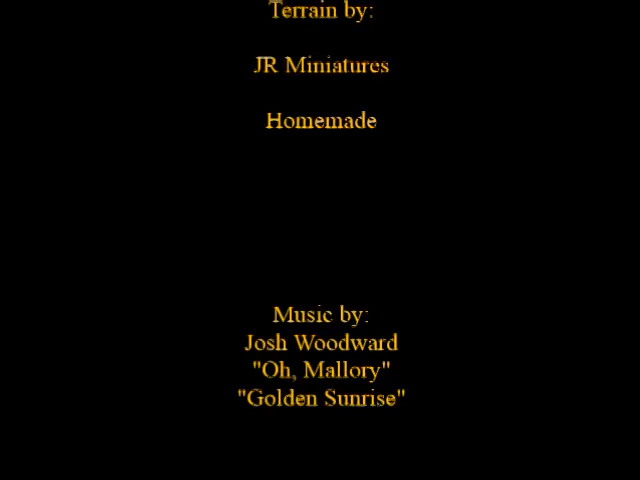 Terrain by:
JR Miniatures
Homemade
Music by:
Josh Woodward
"Oh, Mallory"
"Golden Sunrise"